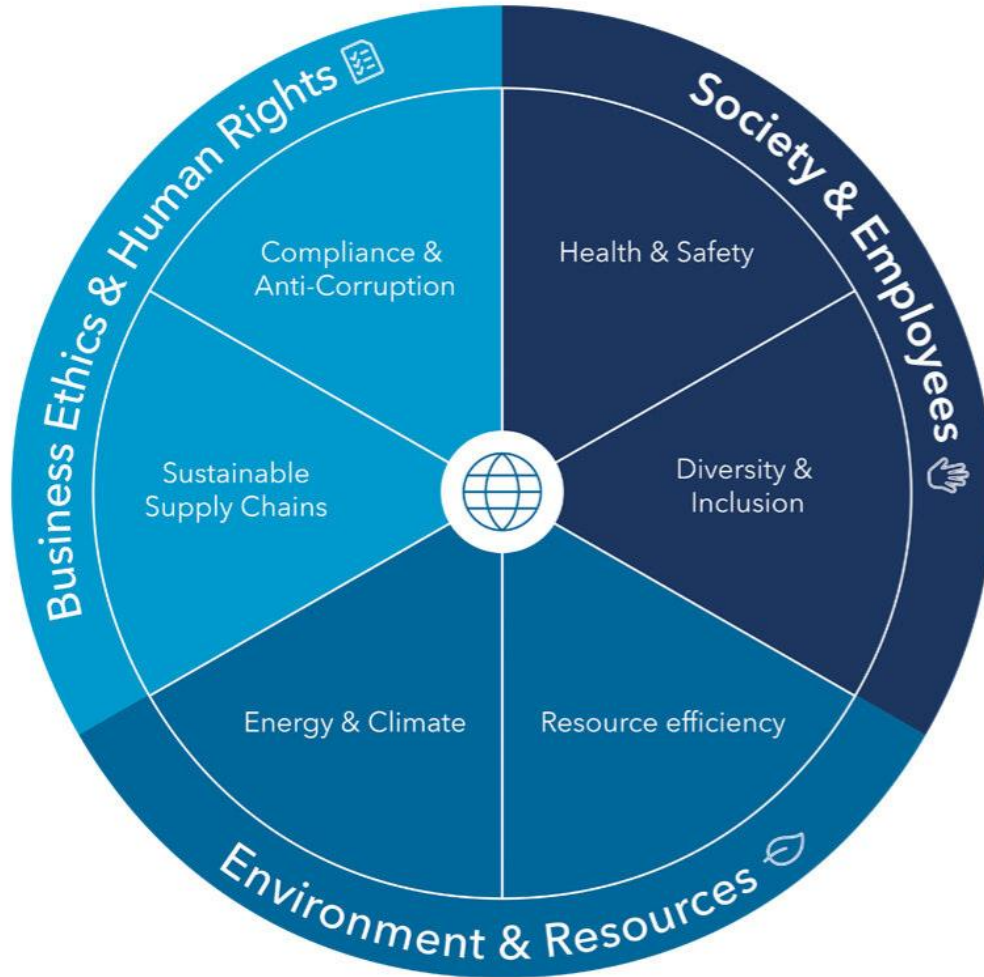 Business Ethics & Human Rights
Society & Employees
Compliance &
Anti-Corruption
Health & Safety
Sustainable
Supply Chains
Diversity &
Inclusion
Energy & Climate
Resource efficiency
Environment & Resources